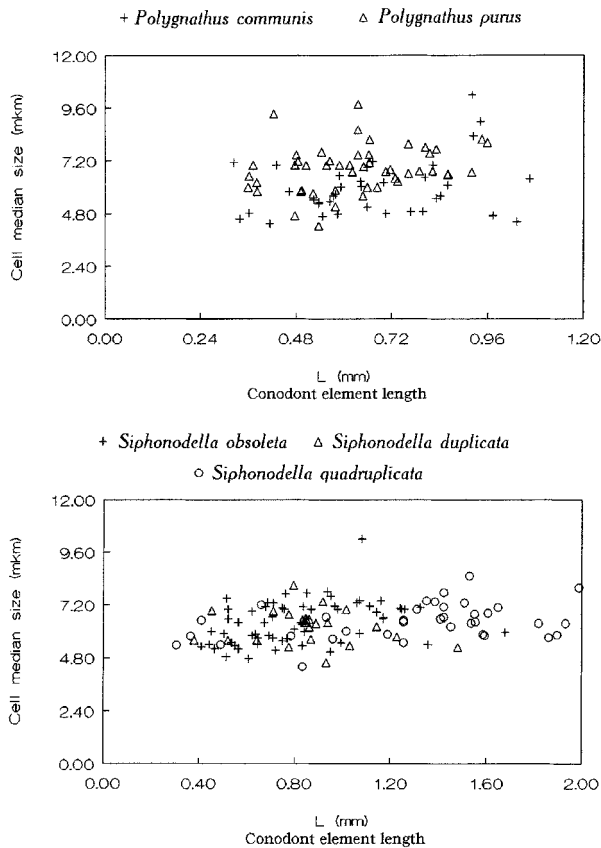 + Polygnathus communis △ Polygnathus purus
12.00
9.60
7.20
4.80
2.40
0.00
Cell median size (mkm)
0.00 0.24 0.48 0.72 0.96 1.20
L (mm)
Conodont element length
+ Siphonodella obsoleta △ Siphonodella duplicata
○ Siphonodella quadruplicata
12.00
9.60
7.20
4.80
2.40
0.00
Cell median size (mkm)
0.00 0.40 0.80 1.20 1.60 2.00
L (mm)
Conodont element length